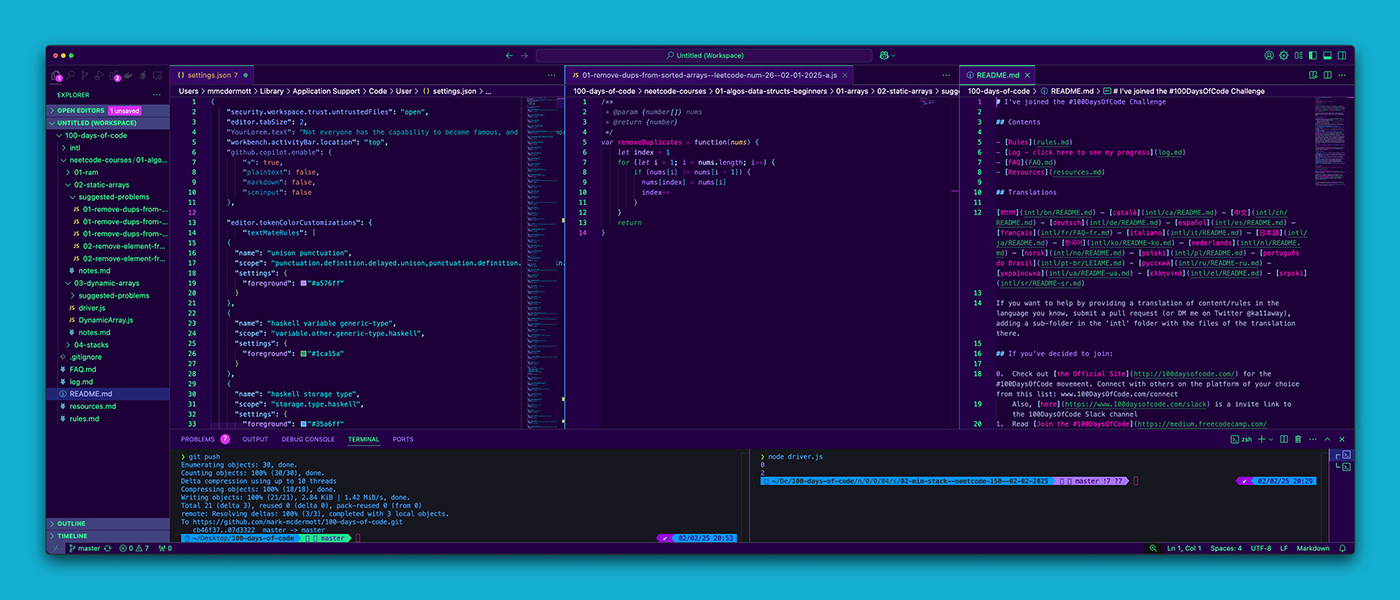 Untitled (Workspace)
EXPLORER
OPEN EDITORS 1 unsaved
UNTITLED (WORKSPACE)
100-days-of-code
intl
neetcode-courses/01-algo...
01-ram
02-static-arrays
suggested-problems
JS 01-remove-dups-from-...
JS 01-remove-dups-from-...
JS 01-remove-dups-from-...
JS 02-remove-element-fr...
JS 02-remove-element-fr...
notes.md
03-dynamic-arrays
suggested-problems
JS driver.js
JS DynamicArray.js
notes.md
04-stacks
.gitignore
FAQ.md
log.md
README.md
resources.md
rules.md
OUTLINE
TIMELINE
{} settings.json 7
Users > mmcdermott > Library > Application Support > Code > User > {} settings.json > ...
1 {
2 "security.workspace.trust.untrustedFiles": "open",
3 "editor.tabSize": 2,
4 "YourLorem.text": "Not everyone has the capability to become famous, and
5 "workbench.activityBar.location": "top",
6 "github.copilot.enable": {
7 "*": true,
8 "plaintext": false,
9 "markdown": false,
10 "scminput": false
11 },
12
13 "editor.tokenColorCustomizations": {
14 "textMateRules": [
15 {
16 "name": "unison punctuation",
17 "scope": "punctuation.definition.delayed.unison,punctuation.definition.
18 "settings": {
19 "foreground": "#a576ff"
20 }
21 },
22 {
23 "name": "haskell variable generic-type",
24 "scope": "variable.other.generic-type.haskell",
25 "settings": {
26 "foreground": "#1ca15a"
27 }
28 },
29 {
30 "name": "haskell storage type",
31 "scope": "storage.type.haskell",
32 "settings": {
33 "foreground": "#35a6ff"
JS 01-remove-dups-from-sorted-arrays--leetcode-num-26--02-01-2025-a.js
100-days-of-code > neetcode-courses > 01-algos-data-structs-beginners > 01-arrays > 02-static-arrays >
1 /**
2 * @param {number[]} nums
3 * @return {number}
4 */
5 var removeDuplicates = function(nums) {
6 let index = 1
7 for (let i = 1; i < nums.length; i++) {
8 if (nums[i] != nums[i - 1]) {
9 nums[index] = nums[i]
10 index++
11 }
12 }
13 return
14 }
README.md
100-days-of-code > README.md > # I've joined the #100DaysOfCode Challenge
1 # I've joined the #100DaysOfCode Challenge
2
3 ## Contents
4
5 - [Rules](rules.md)
6 - [Log - click here to see my progress](log.md)
7 - [FAQ](FAQ.md)
8 - [Resources](resources.md)
9
10 ## Translations
11
12 [বাংলা](intl/bn/README.md) – [català](intl/ca/README.md) – [中文](intl/ch/
README.md) – [deutsch](intl/de/README.md) – [español](intl/es/README.md) –
[français](intl/fr/FAQ-fr.md) – [italiano](intl/it/README.md) – [日本語](intl/
ja/README.md) – [한국어](intl/ko/README-ko.md) – [nederlands](intl/nl/README.
md) – [norsk](intl/no/README.md) – [polski](intl/pl/README.md) – [português
do Brasil](intl/pt-br/LEIAME.md) – [русский](intl/ru/README-ru.md) –
[українська](intl/ua/README-ua.md) – [ελληνικά](intl/el/README.md) – [srpski]
(intl/sr/README-sr.md)
13
14 If you want to help by providing a translation of content/rules in the
language you know, submit a pull request (or DM me on Twitter @ka11away),
adding a sub-folder in the 'intl' folder with the files of the translation
there.
15
16 ## If you've decided to join:
17
18 0. Check out [the Official Site](http://100daysofcode.com/) for the
#100DaysOfCode movement. Connect with others on the platform of your choice
from this list: www.100daysofcode.com/connect
19 Also, [here](https://www.100daysofcode.com/slack) is a invite link to
the 100DaysOfCode Slack channel
20 1. Read [Join the #100DaysOfCode](https://medium.freecodecamp.com/
PROBLEMS 7 OUTPUT DEBUG CONSOLE TERMINAL PORTS
zsh
❯ git push
Enumerating objects: 30, done.
Counting objects: 100% (30/30), done.
Delta compression using up to 10 threads
Compressing objects: 100% (18/18), done.
Writing objects: 100% (21/21), 2.84 KiB | 1.42 MiB/s, done.
Total 21 (delta 3), reused 0 (delta 0), pack-reused 0 (from 0)
remote: Resolving deltas: 100% (3/3), completed with 3 local objects.
To https://github.com/mark-mcdermott/100-days-of-code.git
cb46f37..07d3322 master -> master
~/Desktop/100-days-of-code master ✔ 02/02/25 20:53
❯ node driver.js
0
2
~/De/100-days-of-code/n/0/0/04/s/02-min-stack--neetcode-150--02-02-2025 master !7 ?? ✔ 02/02/25 20:29
master 0 7 0
Ln 1, Col 1 Spaces: 4 UTF-8 LF Markdown